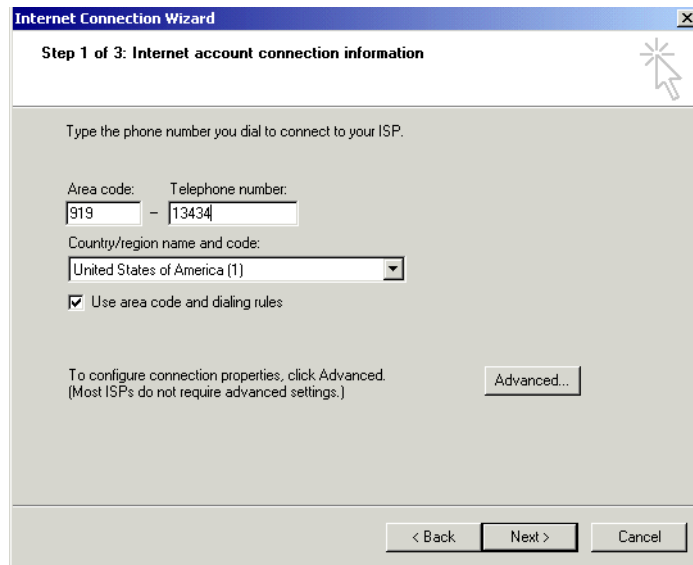 Internet Connection Wizard
Step 1 of 3: Internet account connection information
Type the phone number you dial to connect to your ISP.
Area code: Telephone number:
919 – 13434
Country/region name and code:
United States of America (1)
Use area code and dialing rules
To configure connection properties, click Advanced.
(Most ISPs do not require advanced settings.)
Advanced...
< Back Next > Cancel